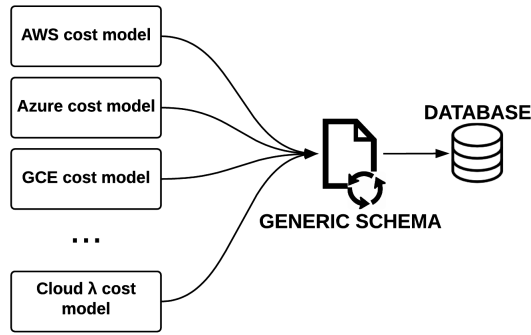 AWS cost model
Azure cost model
GCE cost model
...
Cloud λ cost
model
GENERIC SCHEMA
DATABASE